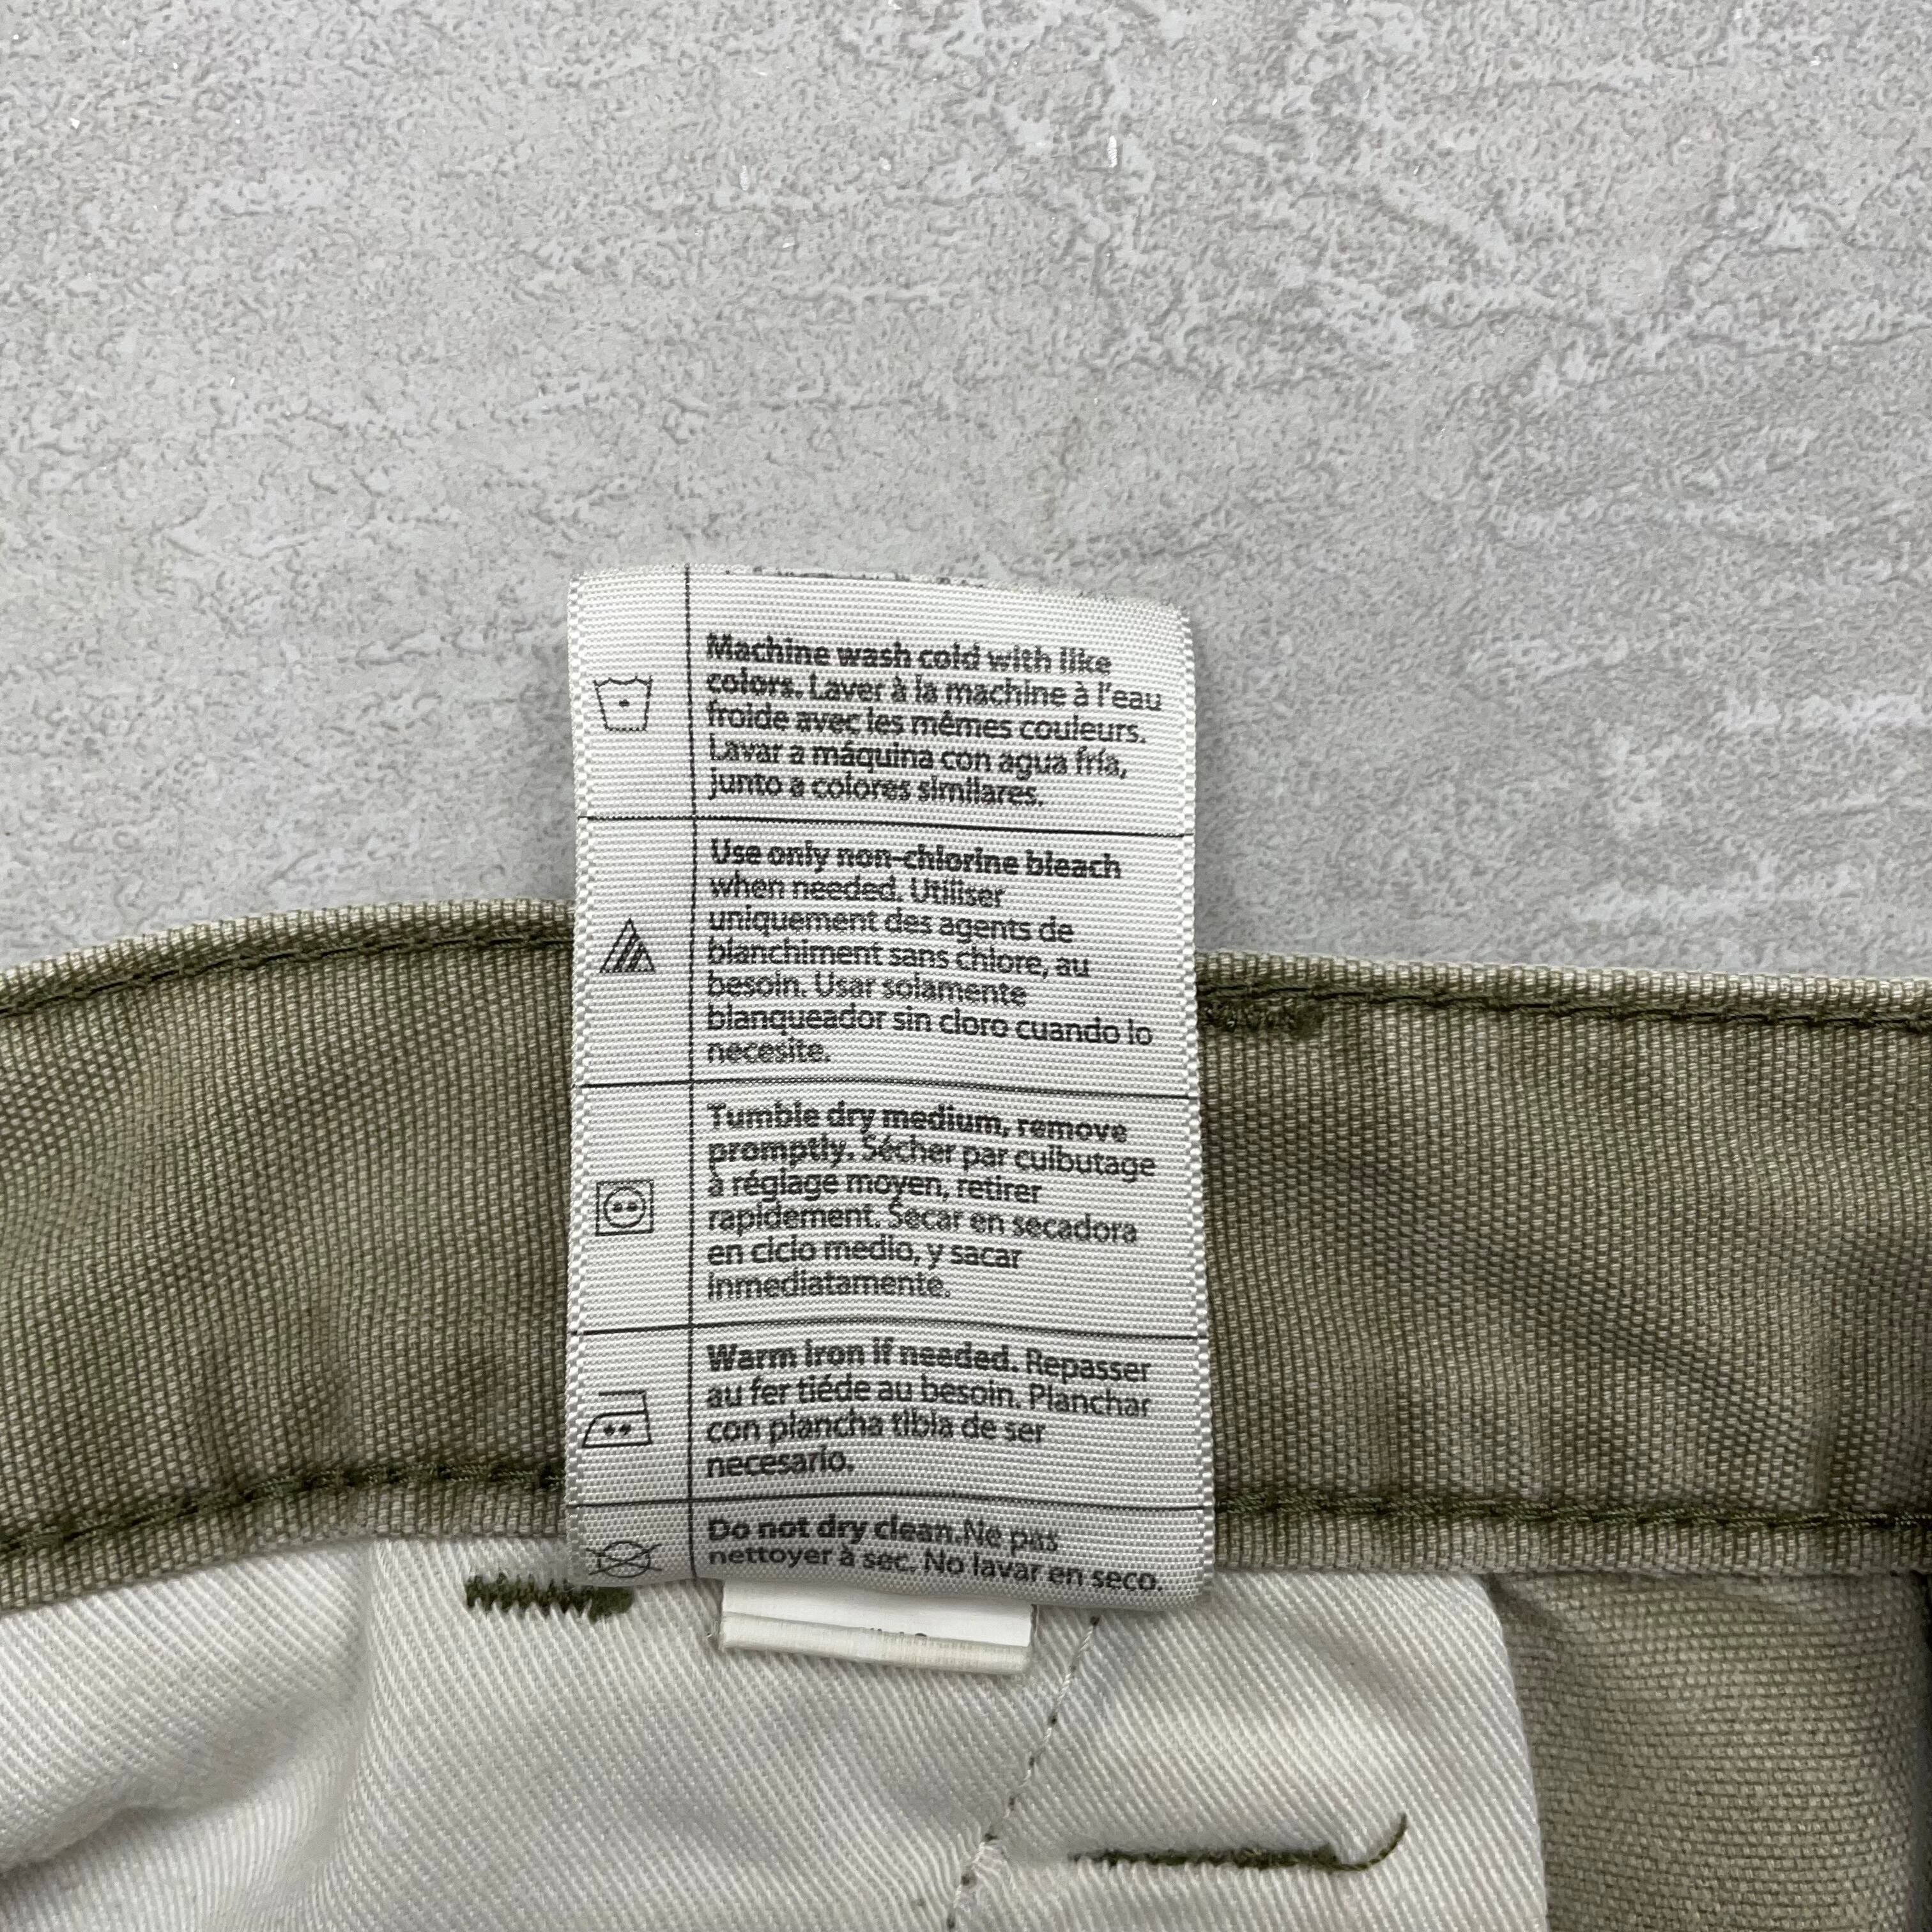 Machine wash cold with like
colors. Laver à la machine à l'eau
froide avec les mêmes couleurs.
Lavar a máquina con agua fría,
junto a colores similares.
Use only non-chlorine bleach
when needed. Utiliser
uniquement des agents de
blanchiment sans chlore, au
besoin. Usar solamente
blanqueador sin cloro cuando lo
necesite.
Tumble dry medium, remove
promptly. Sécher par culbutage
à réglage moyen, retirer
rapidement. Secar en secadora
en ciclo medio, y sacar
inmediatamente.
Warm iron if needed. Repasser
au fer tiéde au besoin. Planchar
con plancha tibia de ser
necesario.
Do not dry clean.Ne pas
nettoyer à sec. No lavar en seco.